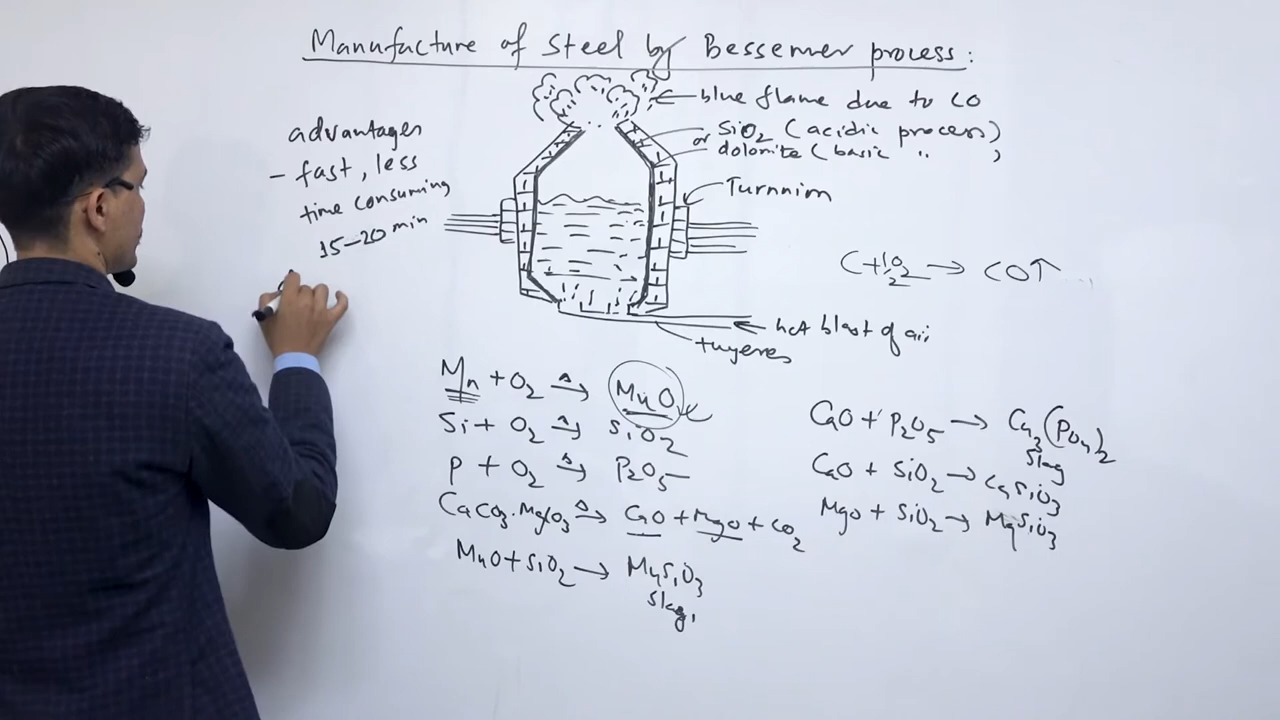 Manufacture of Steel by Bessemer process:
blue flame due to CO
advantages
- fast, less
time consuming
15-20 min
SiO₂ (acidic process)
or dolomite (basic " )
Turnnim
C + ½O₂ → CO↑
hot blast of air
tuyeres
Mn + O₂ →Δ MnO
Si + O₂ →Δ SiO₂
P + O₂ →Δ P₂O₅
CaCO₃.MgCO₃ →Δ CaO + MgO + CO₂
MnO + SiO₂ → MnSiO₃
Slag
CaO + P₂O₅ → Ca₃(PO₄)₂
Slag
CaO + SiO₂ → CaSiO₃
MgO + SiO₂ → MgSiO₃